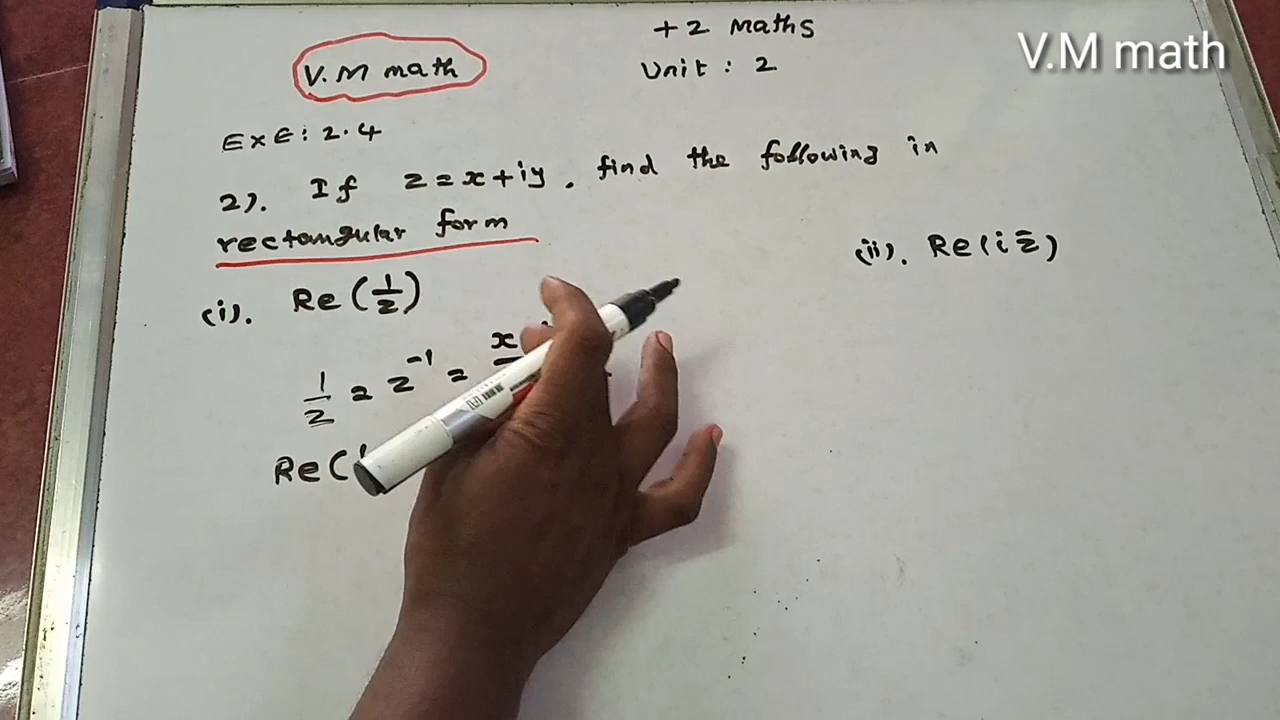 +2 Maths
V.M math
V.M math
Unit : 2
Exe: 2.4
2). If z = x + iy, find the following in
rectangular form
(i). Re(1/z)
(ii). Re(i z̄)
1/z = z⁻¹ = x
Re(